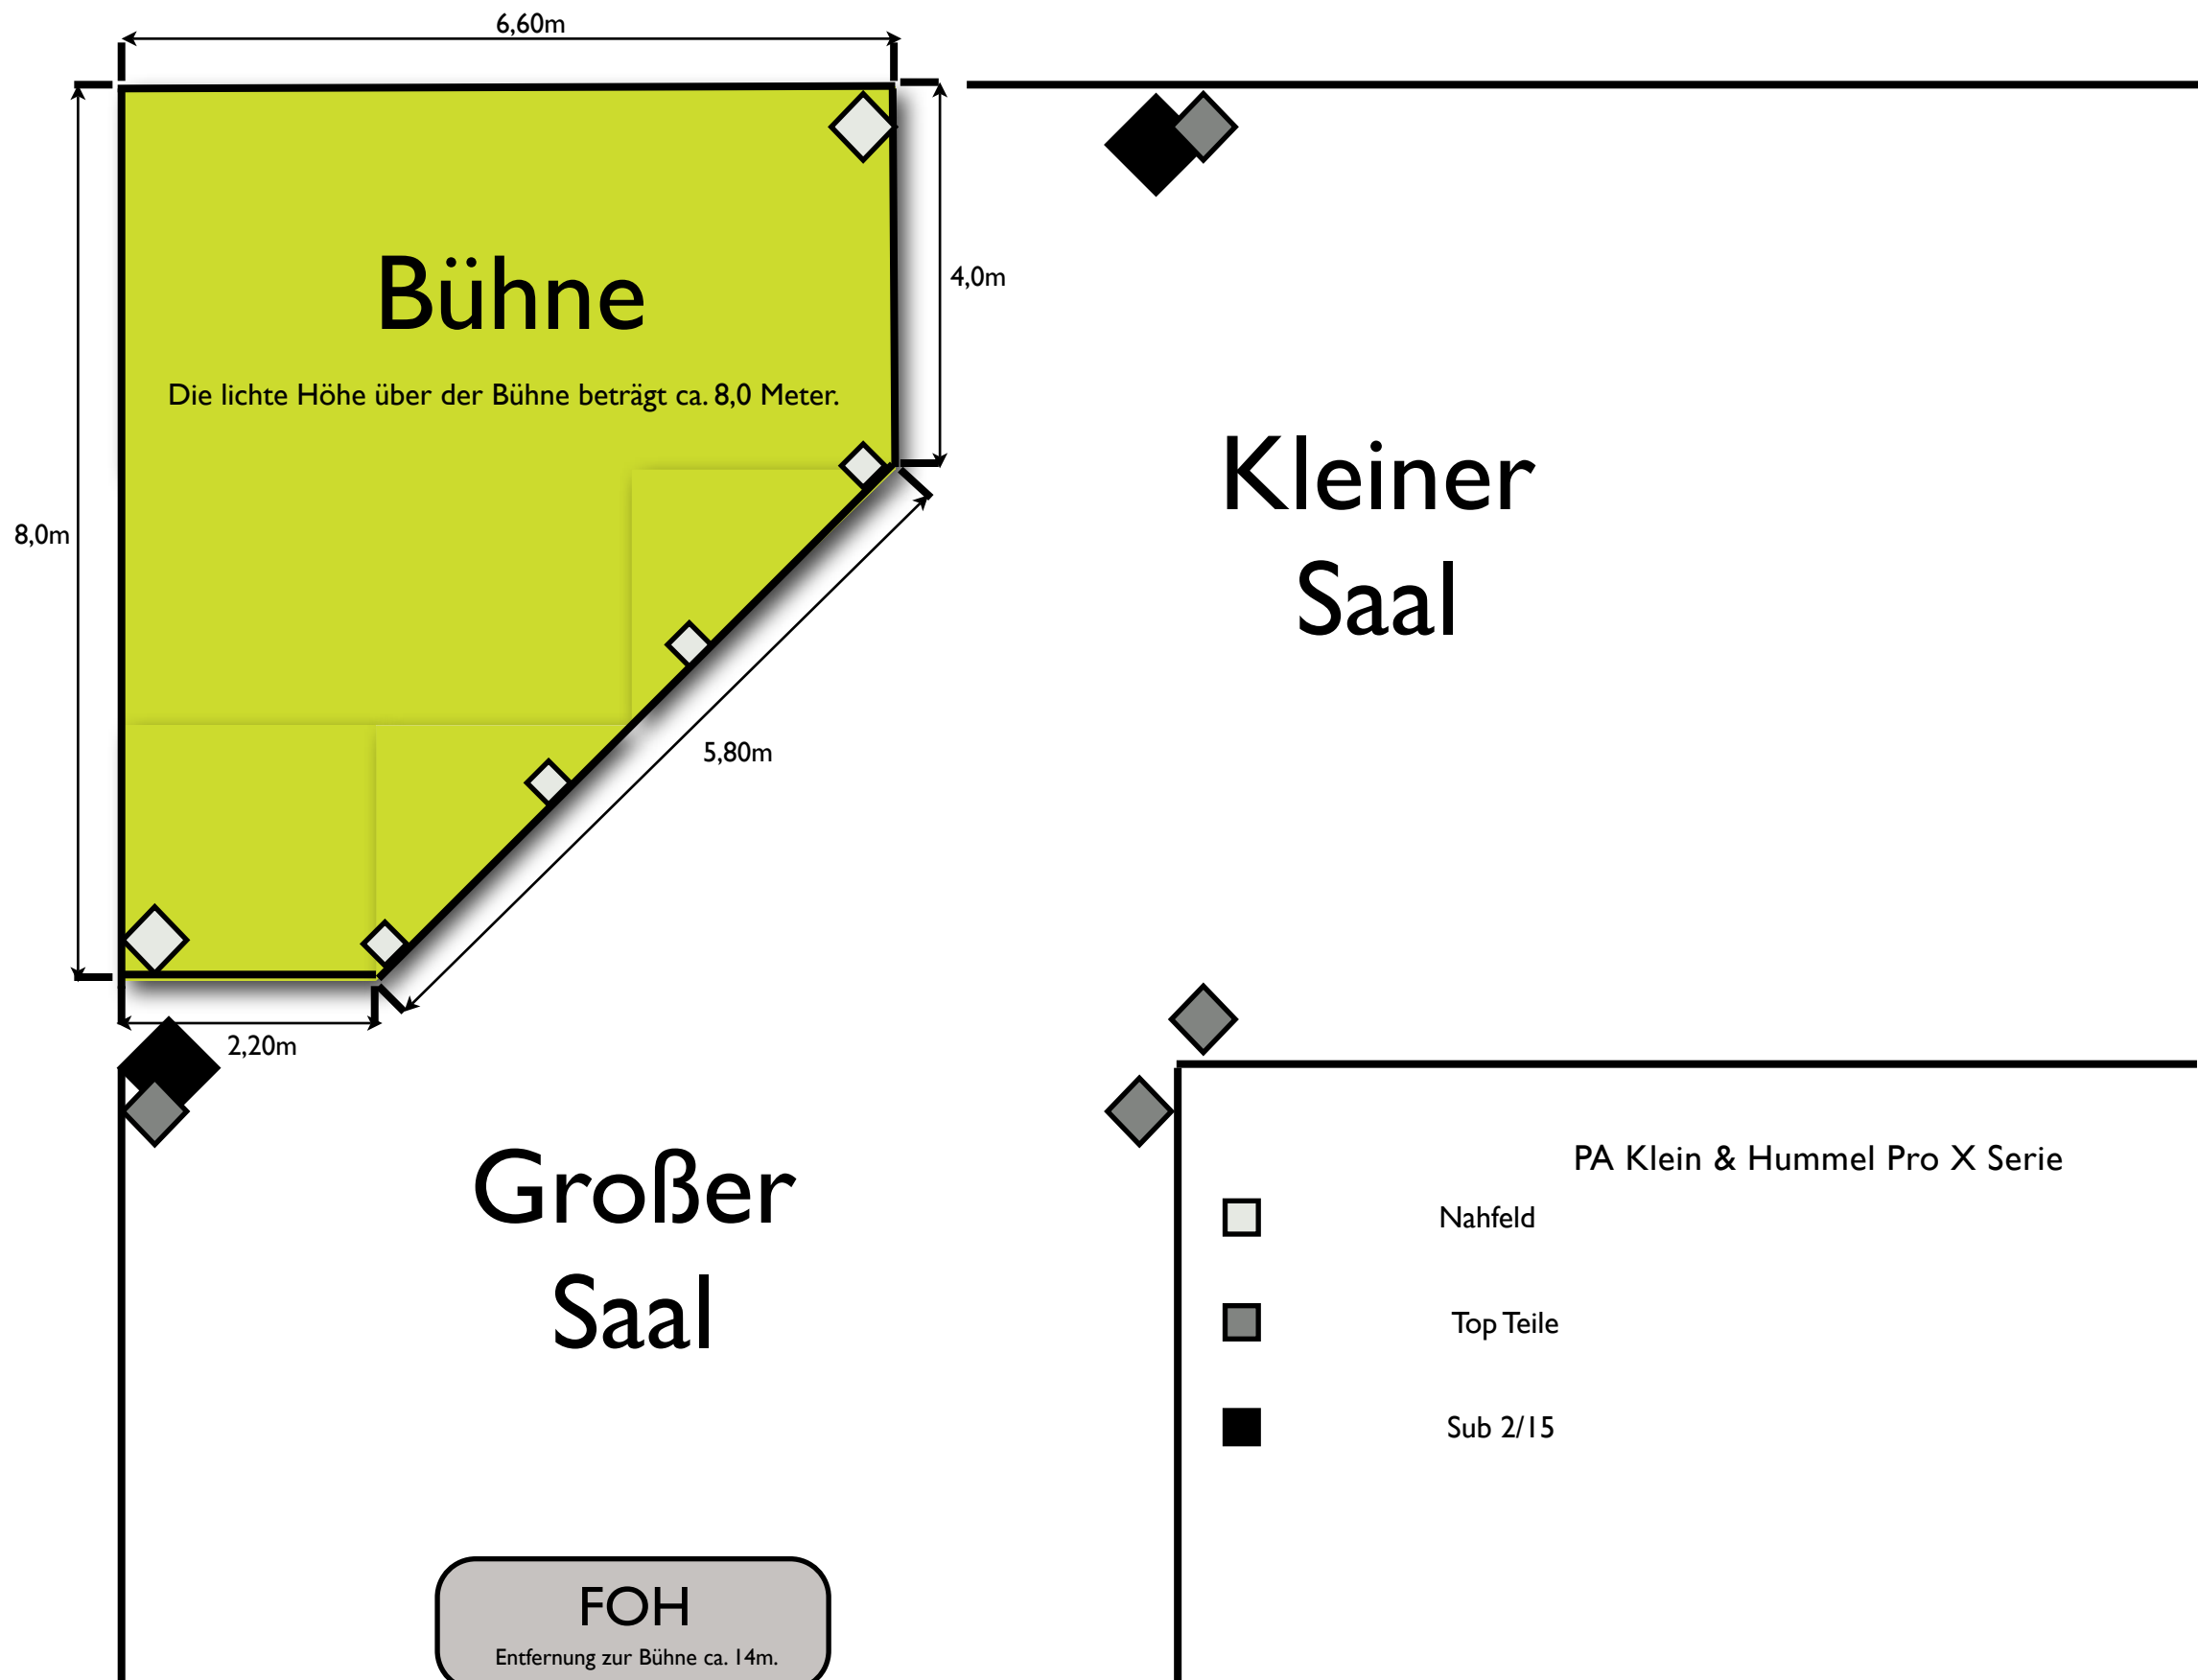 6,60m
4,0m
Bühne
Die lichte Höhe über der Bühne beträgt ca. 8,0 Meter.
8,0m
Kleiner
Saal
5,80m
2,20m
Großer
Saal
PA Klein & Hummel Pro X Serie
Nahfeld
Top Teile
Sub 2/15
FOH
Entfernung zur Bühne ca. 14m.